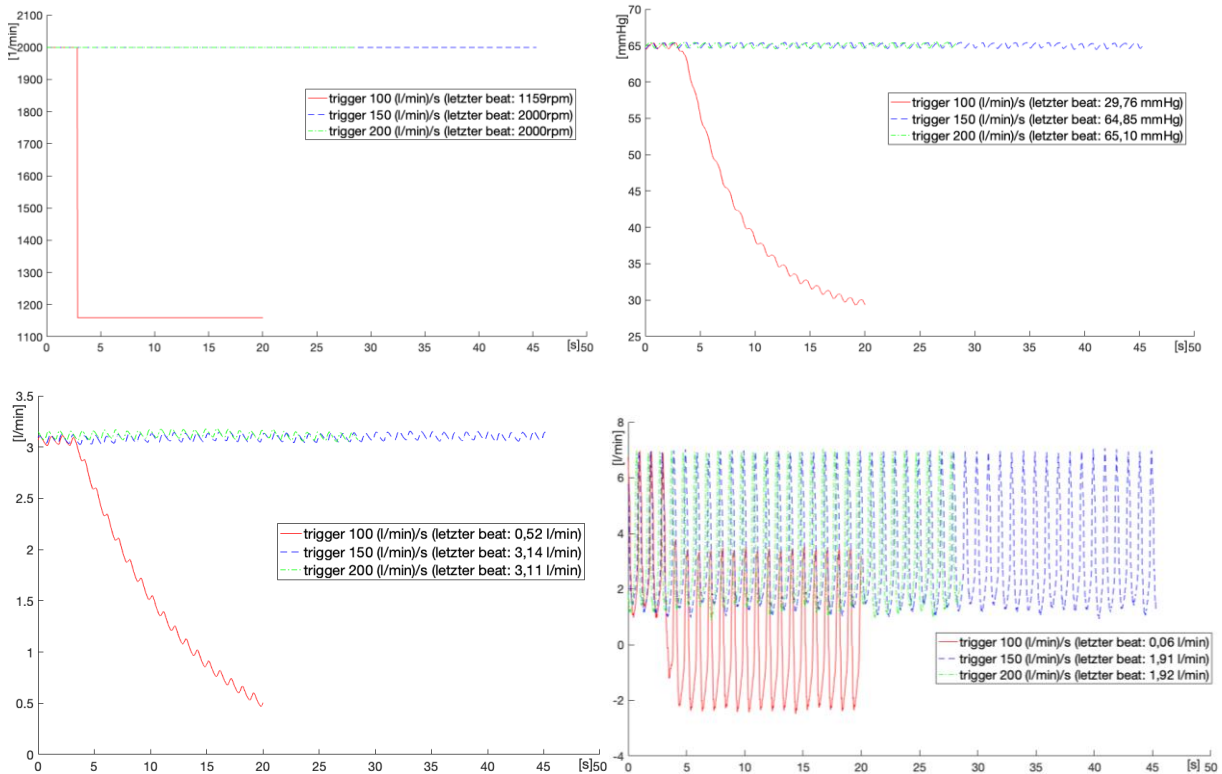 [1/min]
2100
2000
1900
1800
1700
1600
1500
1400
1300
1200
1100
0 5 10 15 20 25 30 35 40 45 [s] 50
trigger 100 (l/min)/s (letzter beat: 1159rpm)
trigger 150 (l/min)/s (letzter beat: 2000rpm)
trigger 200 (l/min)/s (letzter beat: 2000rpm)
[mmHg]
70
65
60
55
50
45
40
35
30
25
0 5 10 15 20 25 30 35 40 45 [s] 50
trigger 100 (l/min)/s (letzter beat: 29,76 mmHg)
trigger 150 (l/min)/s (letzter beat: 64,85 mmHg)
trigger 200 (l/min)/s (letzter beat: 65,10 mmHg)
[l/min]
3.5
3
2.5
2
1.5
1
0.5
0
0 5 10 15 20 25 30 35 40 45 [s] 50
trigger 100 (l/min)/s (letzter beat: 0,52 l/min)
trigger 150 (l/min)/s (letzter beat: 3,14 l/min)
trigger 200 (l/min)/s (letzter beat: 3,11 l/min)
[l/min]
8
6
4
2
0
-2
-4
0 5 10 15 20 25 30 35 40 45 [s] 50
trigger 100 (l/min)/s (letzter beat: 0,06 l/min)
trigger 150 (l/min)/s (letzter beat: 1,91 l/min)
trigger 200 (l/min)/s (letzter beat: 1,92 l/min)